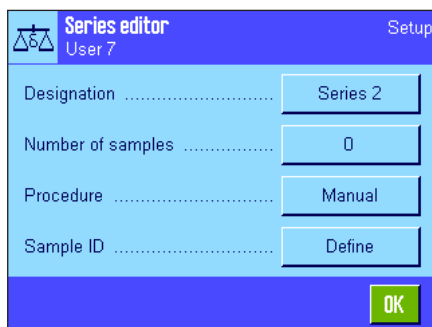 Series editor Setup
User 7
Designation ........................... Series 2
Number of samples ................ 0
Procedure ............................. Manual
Sample ID ............................. Define
OK